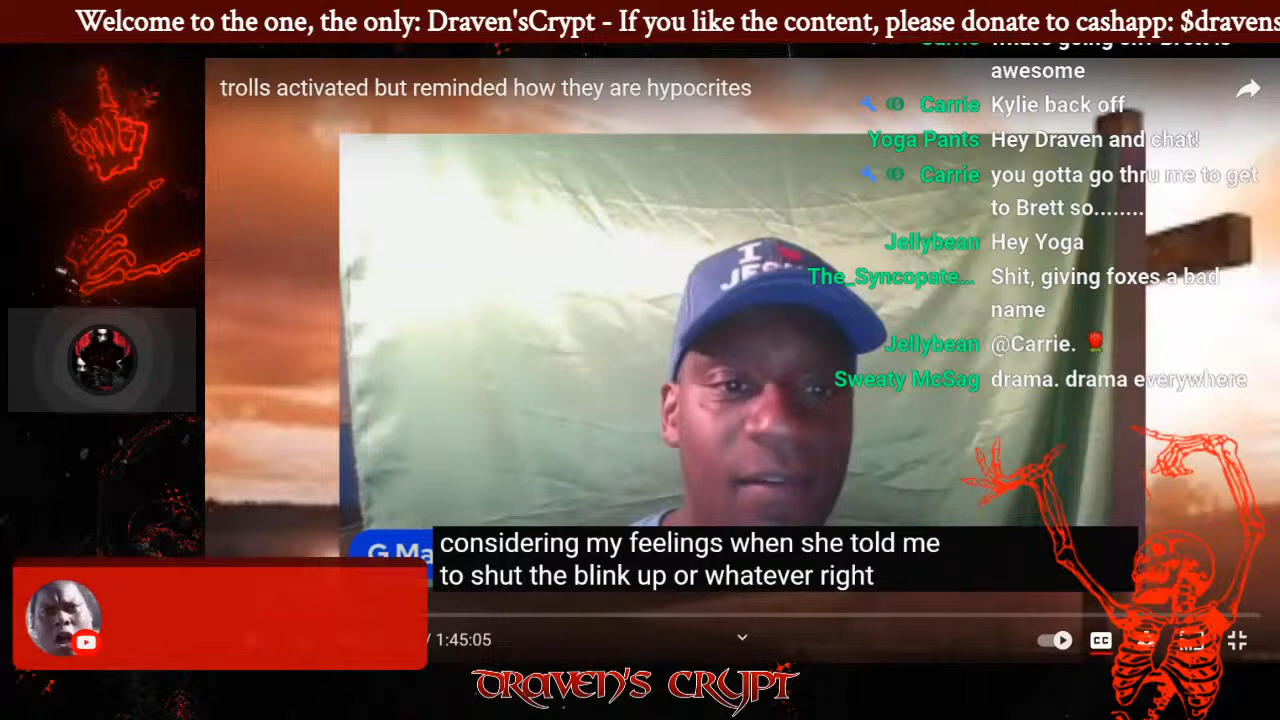 Welcome to the one, the only: Draven'sCrypt - If you like the content, please donate to cashapp: $dravens
awesome
trolls activated but reminded how they are hypocrites
Carrie Kylie back off
Yoga Pants Hey Draven and chat!
Carrie you gotta go thru me to get
to Brett so........
Jellybean Hey Yoga
I
The_Syncopate... Shit, giving foxes a bad
name
Jellybean @Carrie.
Sweaty McSag drama. drama everywhere
G Ma
considering my feelings when she told me
to shut the blink up or whatever right
/ 1:45:05
CC
DRAVEN'S CRYPT